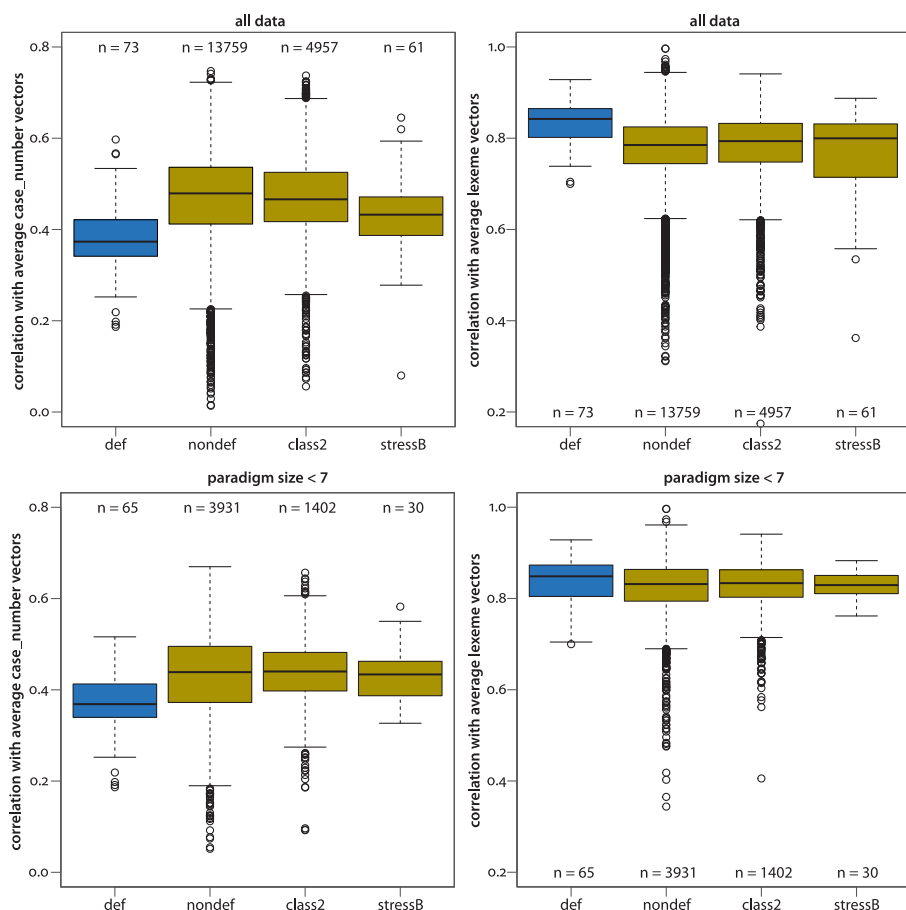 all data
n = 73 n = 13759 n = 4957 n = 61
0.8
0.6
0.4
0.2
0.0
correlation with average case_number vectors
def nondef class2 stressB
all data
1.0
0.8
0.6
0.4
0.2
correlation with average lexeme vectors
n = 73 n = 13759 n = 4957 n = 61
def nondef class2 stressB
paradigm size < 7
n = 65 n = 3931 n = 1402 n = 30
0.8
0.6
0.4
0.2
0.0
correlation with average case_number vectors
def nondef class2 stressB
paradigm size < 7
1.0
0.8
0.6
0.4
0.2
correlation with average lexeme vectors
n = 65 n = 3931 n = 1402 n = 30
def nondef class2 stressB